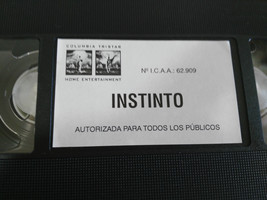 COLUMBIA TRISTAR
HOME ENTERTAINMENT
Nº I.C.A.A.: 62.909
INSTINTO
AUTORIZADA PARA TODOS LOS PÚBLICOS